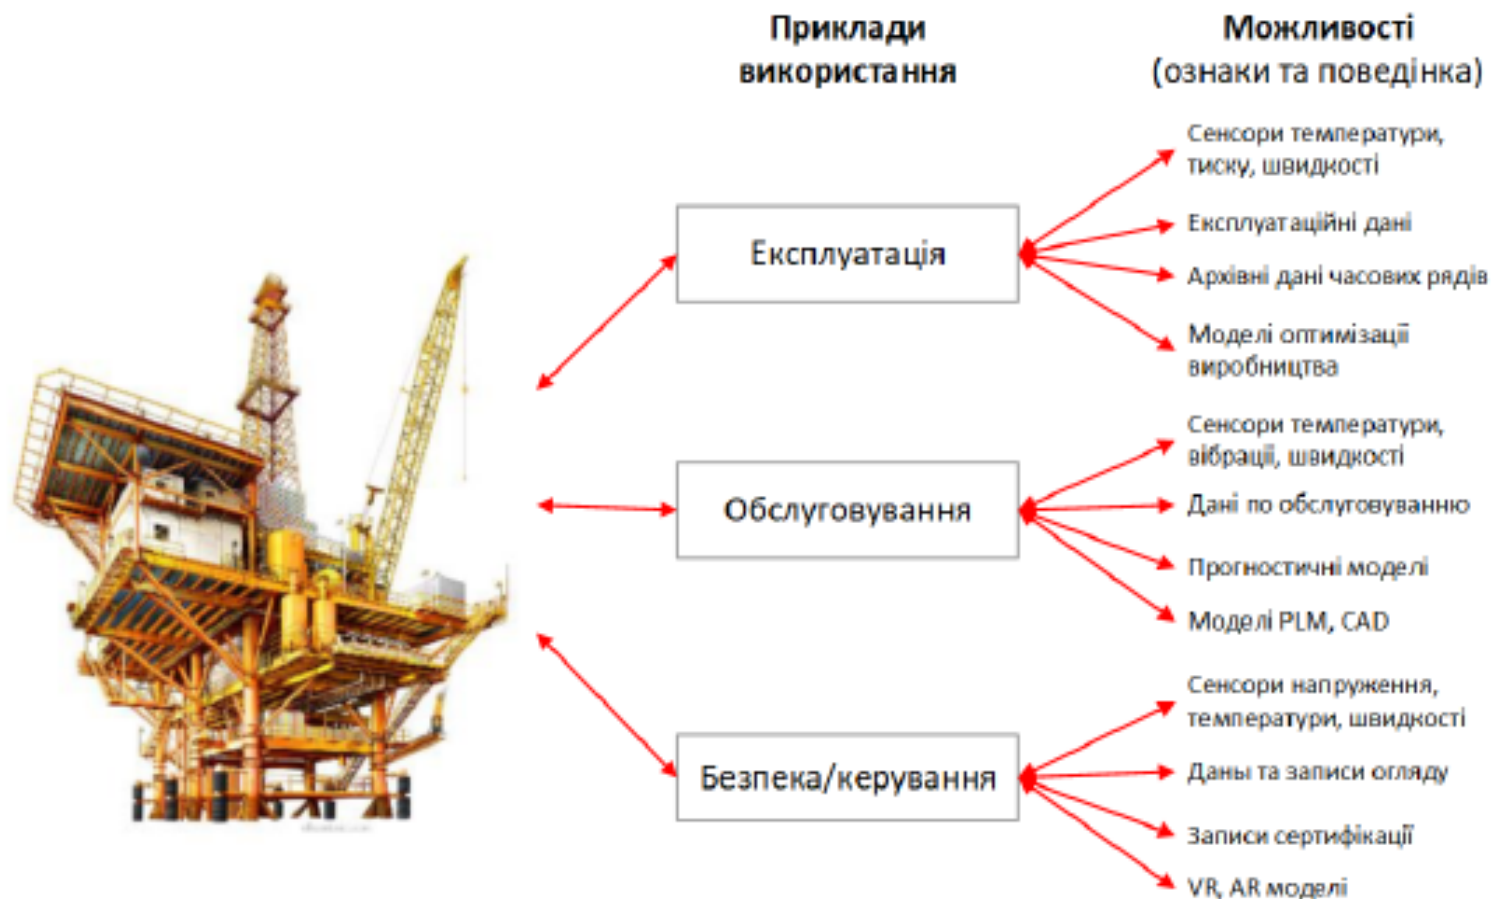 Приклади
використання
Можливості
(ознаки та поведінка)
Експлуатація
Сенсори температури,
тиску, швидкості
Експлуатаційні дані
Архівні дані часових рядів
Моделі оптимізації
виробництва
Обслуговування
Сенсори температури,
вібрації, швидкості
Дані по обслуговуванню
Прогностичні моделі
Моделі PLM, CAD
Безпека/керування
Сенсори напруження,
температури, швидкості
Даны та записи огляду
Записи сертифікації
VR, AR моделі